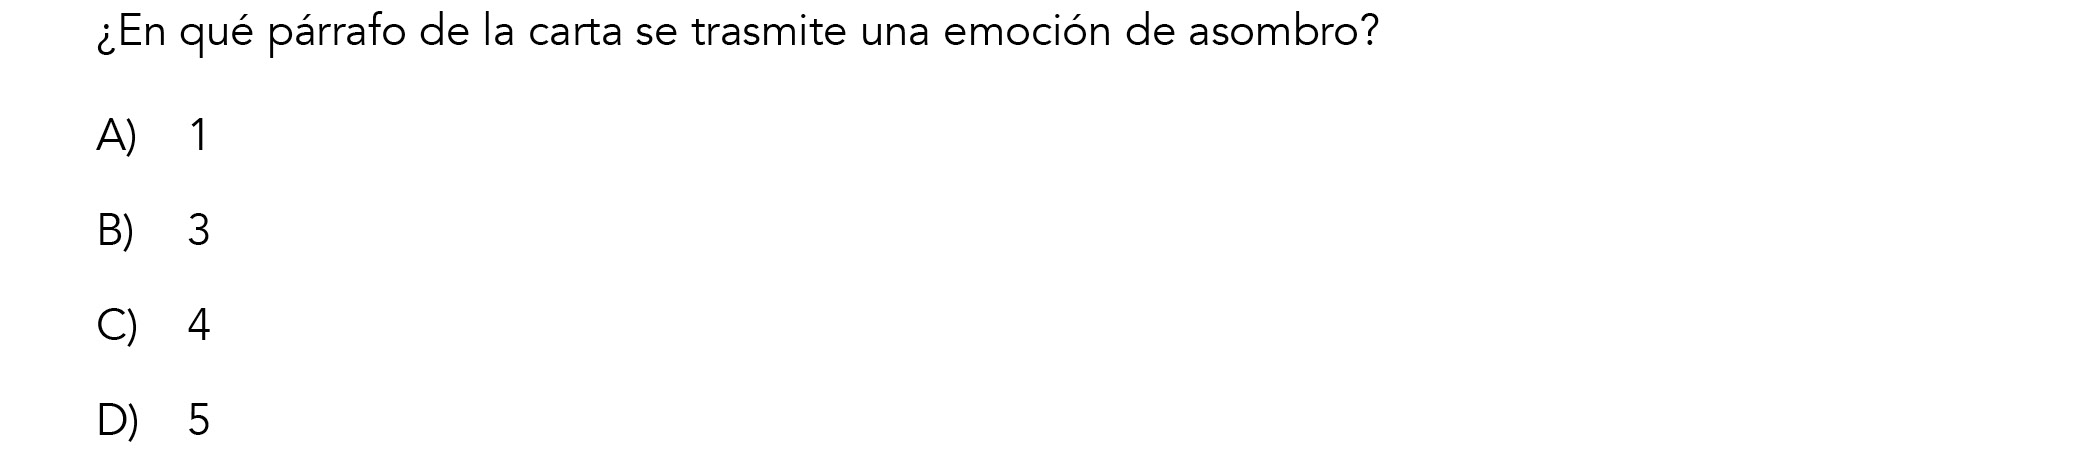 ¿En qué párrafo de la carta se trasmite una emoción de asombro?
A) 1
B) 3
C) 4
D) 5